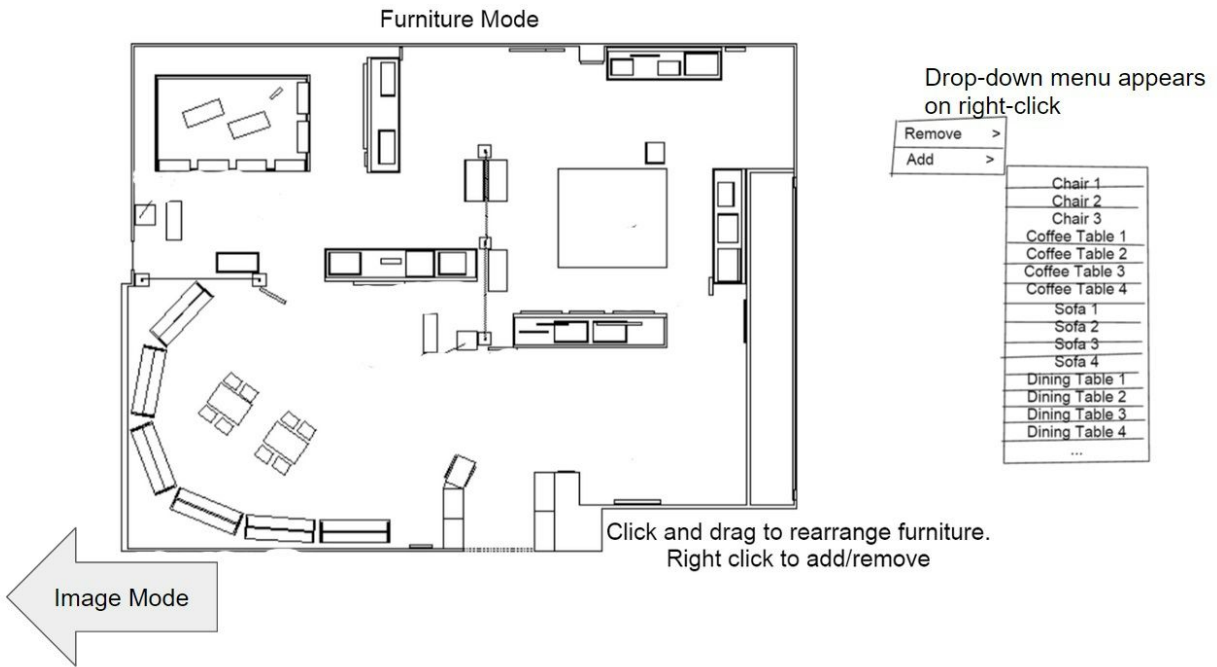 Furniture Mode
Drop-down menu appears
on right-click
Remove >
Add >
Chair 1
Chair 2
Chair 3
Coffee Table 1
Coffee Table 2
Coffee Table 3
Coffee Table 4
Sofa 1
Sofa 2
Sofa 3
Sofa 4
Dining Table 1
Dining Table 2
Dining Table 3
Dining Table 4
...
Click and drag to rearrange furniture.
Right click to add/remove
Image Mode